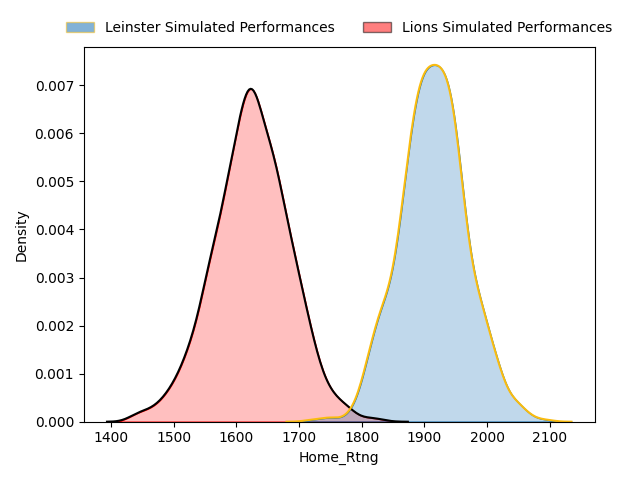 Leinster Simulated Performances
Lions Simulated Performances
Density
0.007
0.006
0.005
0.004
0.003
0.002
0.001
0.000
1400 1500 1600 1700 1800 1900 2000 2100
Home_Rtng